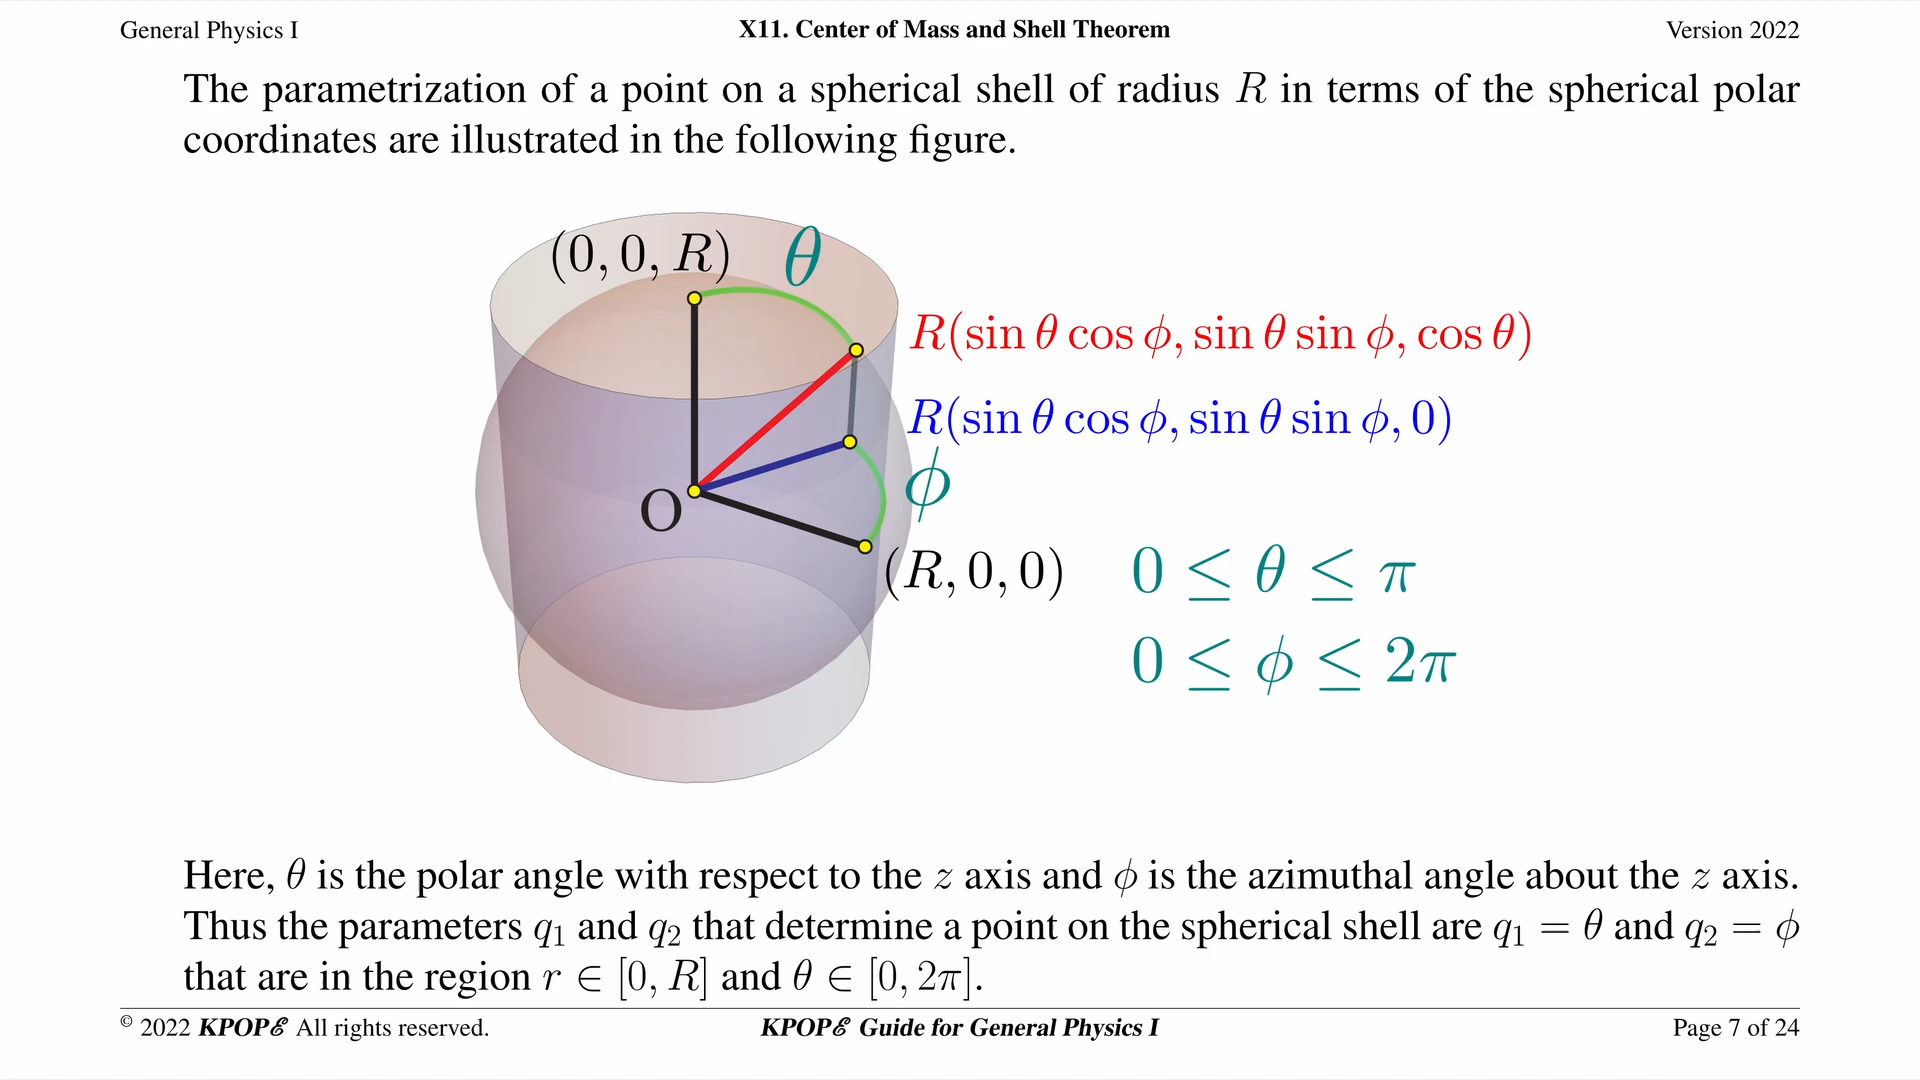 General Physics I
X11. Center of Mass and Shell Theorem
Version 2022
The parametrization of a point on a spherical shell of radius R in terms of the spherical polar
coordinates are illustrated in the following figure.
(0, 0, R)
θ
R(sin θ cos ϕ, sin θ sin ϕ, cos θ)
R(sin θ cos ϕ, sin θ sin ϕ, 0)
ϕ
O
(R, 0, 0)
0 ≤ θ ≤ π
0 ≤ ϕ ≤ 2π
Here, θ is the polar angle with respect to the z axis and ϕ is the azimuthal angle about the z axis.
Thus the parameters q₁ and q₂ that determine a point on the spherical shell are q₁ = θ and q₂ = ϕ
that are in the region r ∈ [0, R] and θ ∈ [0, 2π].
© 2022 KPOPℰ All rights reserved.
KPOPℰ Guide for General Physics I
Page 7 of 24